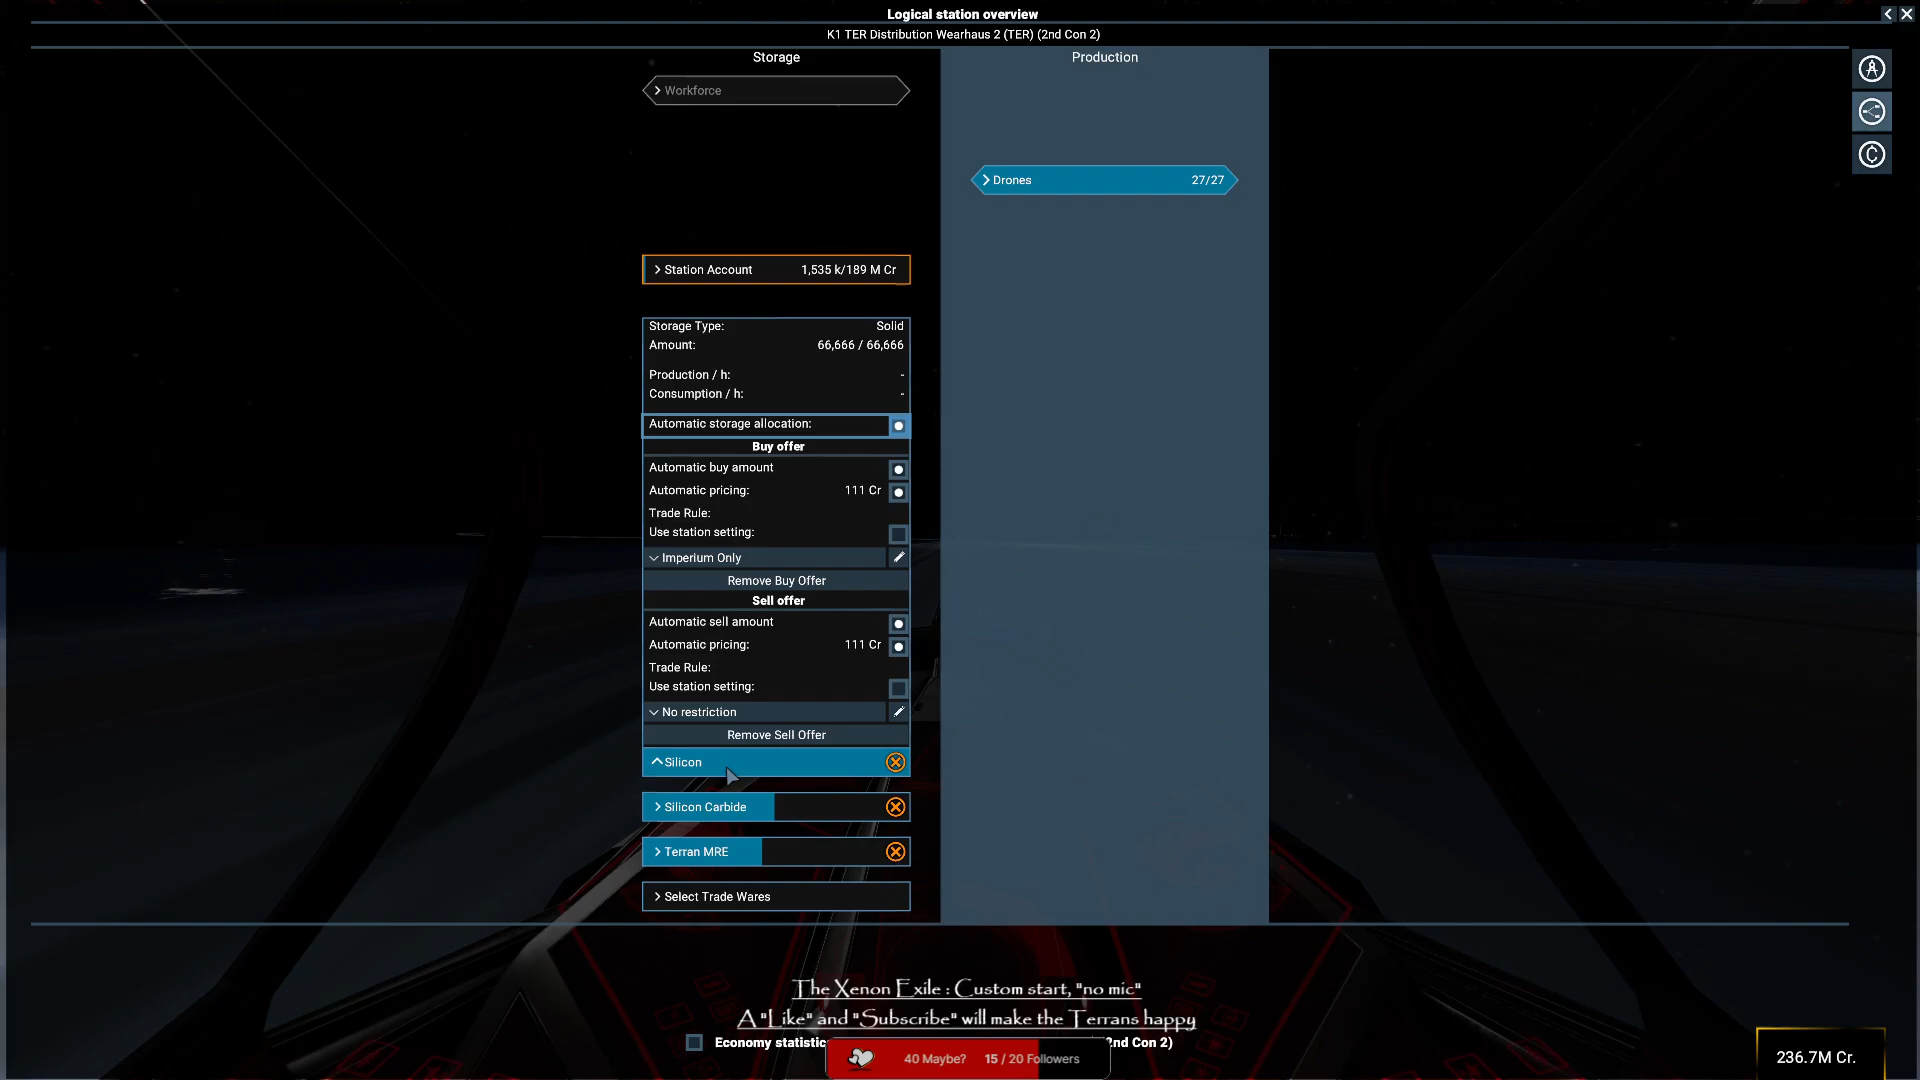 Logical station overview
K1 TER Distribution Wearhaus 2 (TER) (2nd Con 2)
Storage
Production
Workforce
Drones 27/27
Station Account 1,535 k/189 M Cr
Storage Type: Solid
Amount: 66,666 / 66,666
Production / h: -
Consumption / h: -
Automatic storage allocation:
Buy offer
Automatic buy amount
Automatic pricing: 111 Cr
Trade Rule:
Use station setting:
Imperium Only
Remove Buy Offer
Sell offer
Automatic sell amount
Automatic pricing: 111 Cr
Trade Rule:
Use station setting:
No restriction
Remove Sell Offer
Silicon
Silicon Carbide
Terran MRE
Select Trade Wares
The Xenon Exile : Custom start, "no mic"
A "Like" and "Subscribe" will make the Terrans happy
Economy statistics 2nd Con 2)
40 Maybe? 15 / 20 Followers
236.7M Cr.